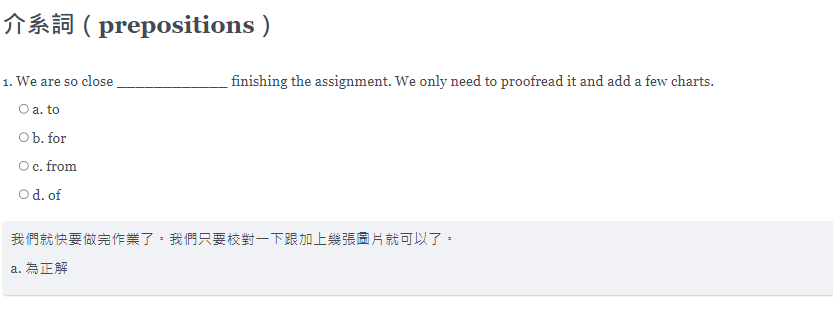 介系詞 ( prepositions )
1. We are so close ____________ finishing the assignment. We only need to proofread it and add a few charts.
a. to
b. for
c. from
d. of
我們就快要做完作業了。我們只要校對一下跟加上幾張圖片就可以了。
a. 為正解